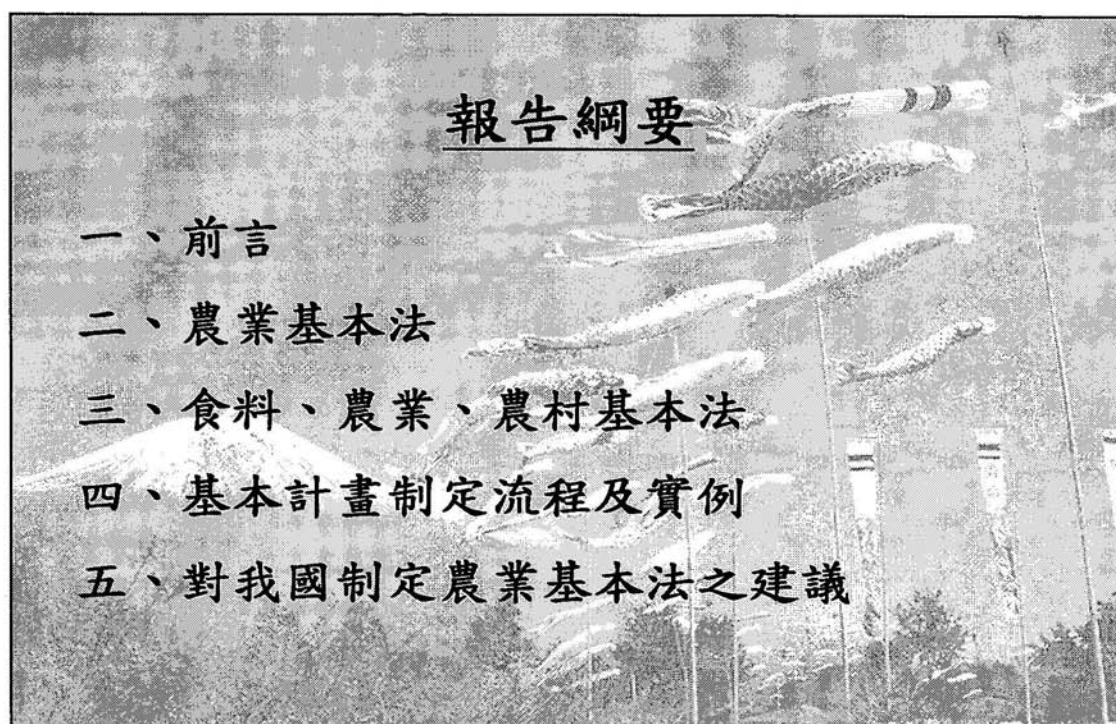 報告綱要
一、前言
二、農業基本法
三、食料、農業、農村基本法
四、基本計畫制定流程及實例
五、對我國制定農業基本法之建議